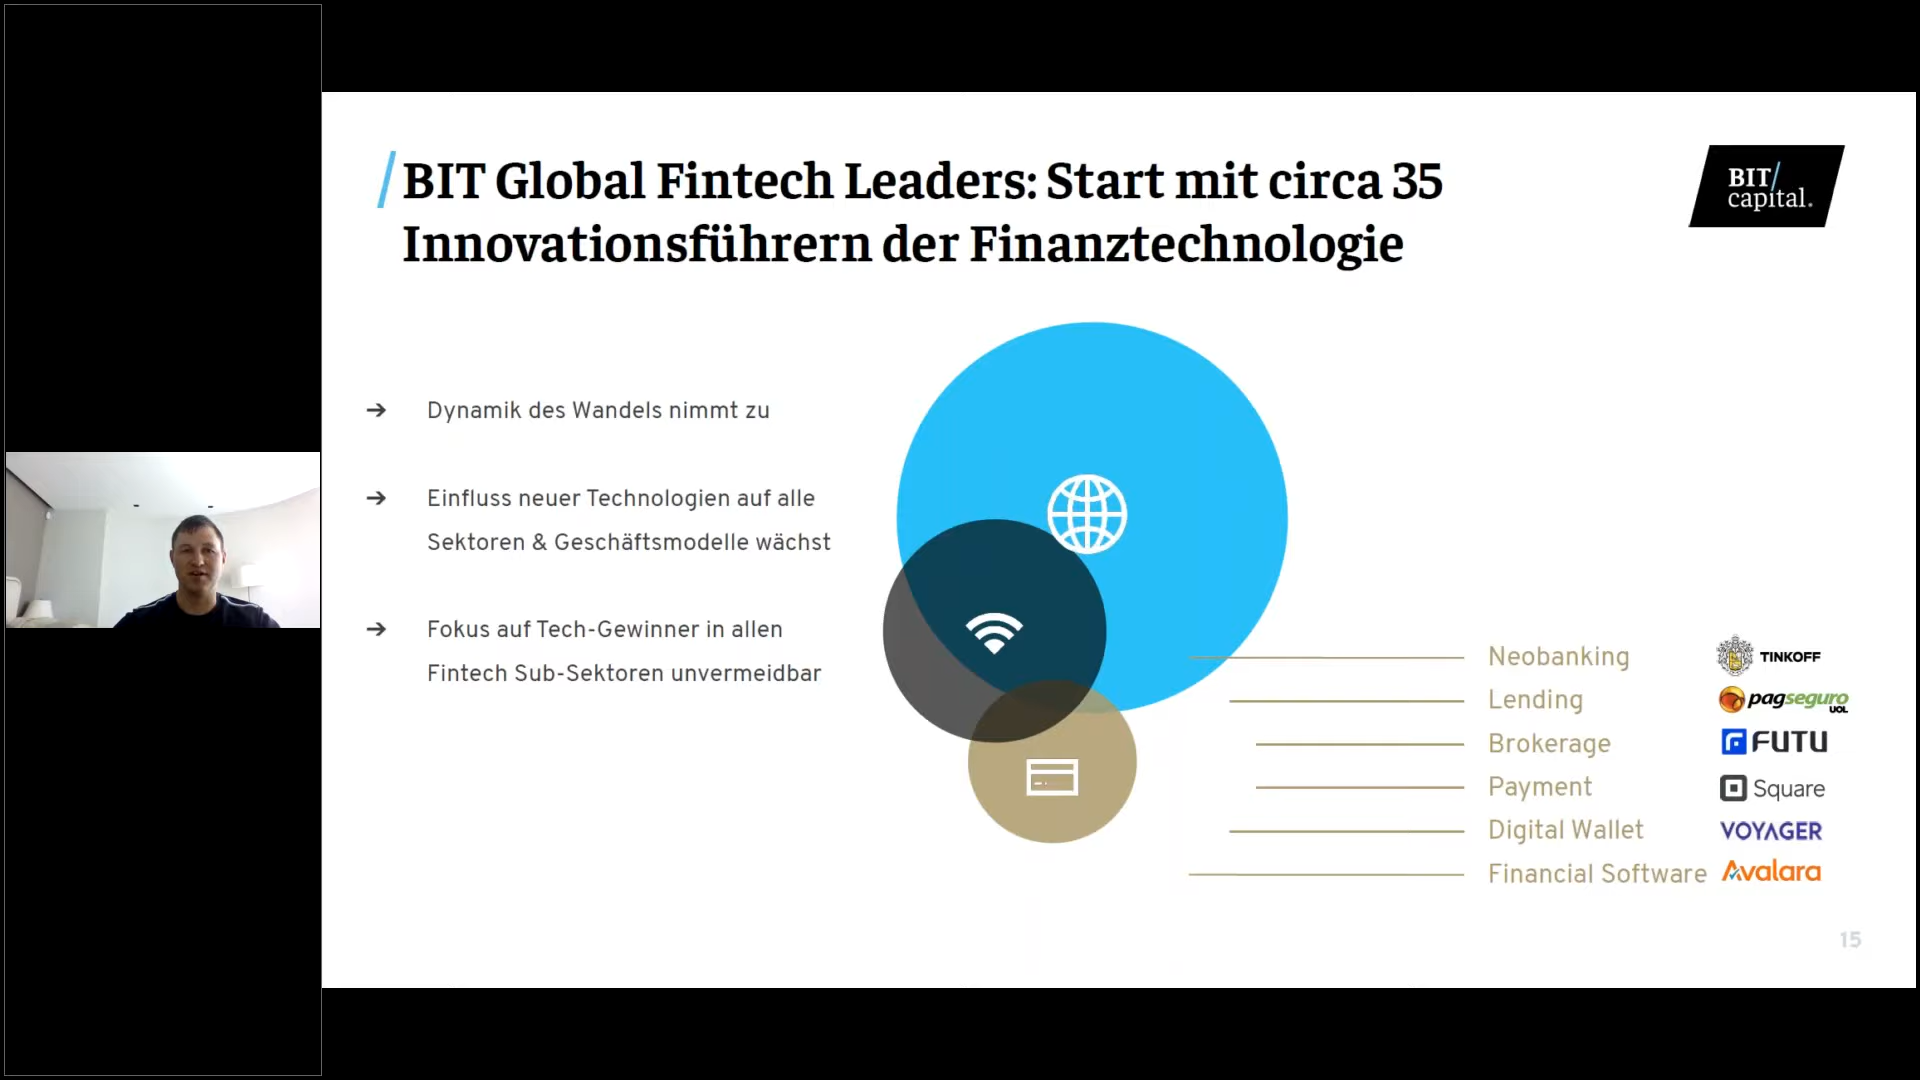 BIT Global Fintech Leaders: Start mit circa 35
Innovationsführern der Finanztechnologie
BIT/
capital.
Dynamik des Wandels nimmt zu
Einfluss neuer Technologien auf alle
Sektoren & Geschäftsmodelle wächst
Fokus auf Tech-Gewinner in allen
Fintech Sub-Sektoren unvermeidbar
Neobanking TINKOFF
Lending pagseguro UOL
Brokerage FUTU
Payment Square
Digital Wallet VOYAGER
Financial Software Avalara
15